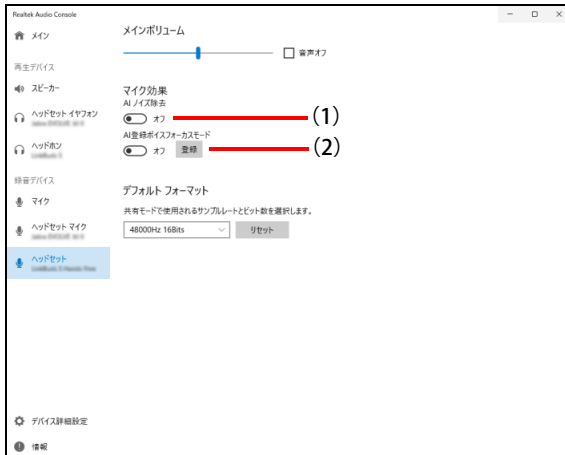 Realtek Audio Console
メイン
再生デバイス
スピーカー
ヘッドセット イヤフォン
ヘッドホン
録音デバイス
マイク
ヘッドセット マイク
ヘッドセット
デバイス詳細設定
情報
メインボリューム
音声オフ
マイク効果
AI ノイズ除去
オフ
(1)
AI登録ボイスフォーカスモード
オフ
登録
(2)
デフォルト フォーマット
共有モードで使用されるサンプルレートとビット数を選択します。
48000Hz 16Bits
リセット